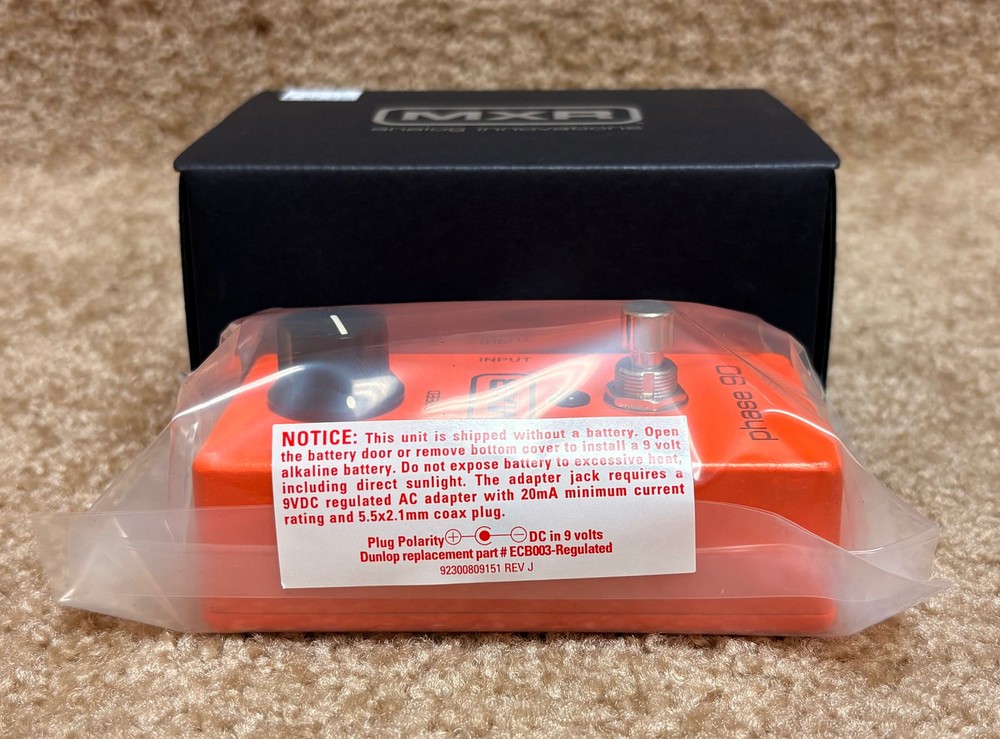 MXR
analog innovations
INPUT
SPEED
MXR
phase 90
NOTICE: This unit is shipped without a battery. Open
the battery door or remove bottom cover to install a 9 volt
alkaline battery. Do not expose battery to excessive heat,
including direct sunlight. The adapter jack requires a
9VDC regulated AC adapter with 20mA minimum current
rating and 5.5x2.1mm coax plug.
Plug Polarity DC in 9 volts
Dunlop replacement part # ECB003-Regulated
92300809151 REV J